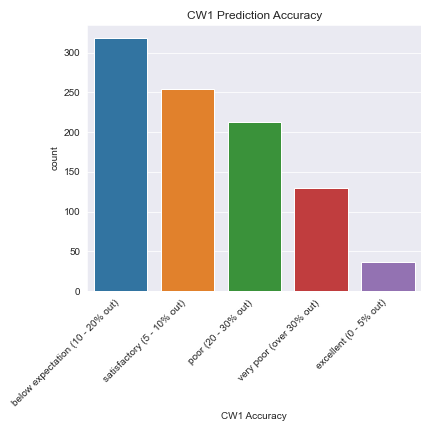 CW1 Prediction Accuracy
300
250
200
150
100
50
0
count
below expectation (10 - 20% out)
satisfactory (5 - 10% out)
poor (20 - 30% out)
very poor (over 30% out)
excellent (0 - 5% out)
CW1 Accuracy